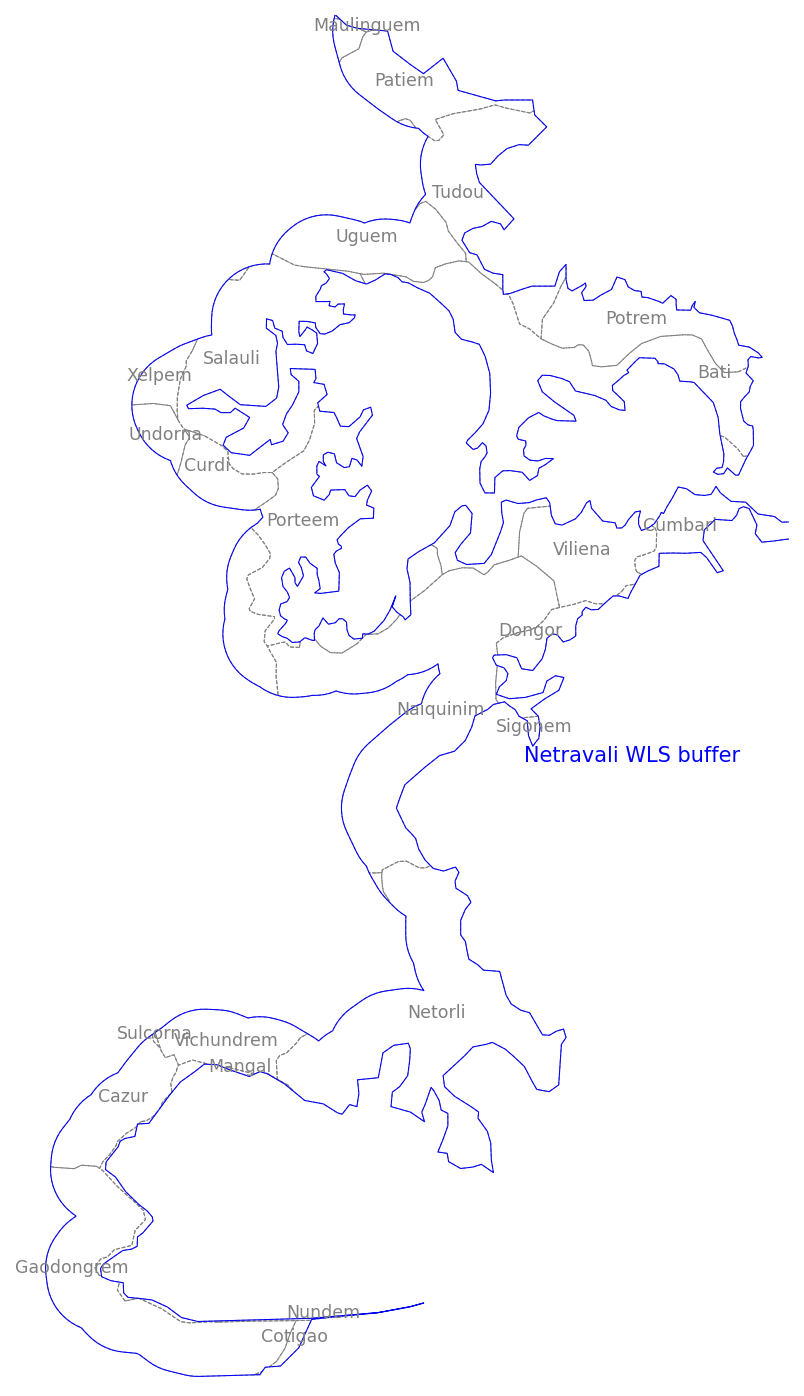 Maulinguem
Patiem
Tudou
Uguem
Potrem
Salauli
Bati
Xelpem
Undorna
Curdi
Porteem
Cumbari
Viliena
Dongor
Naiquinim
Sigonem
Netravali WLS buffer
Netorli
Sulcorna
Vichundrem
Mangal
Cazur
Gaodongrem
Nundem
Cotigao